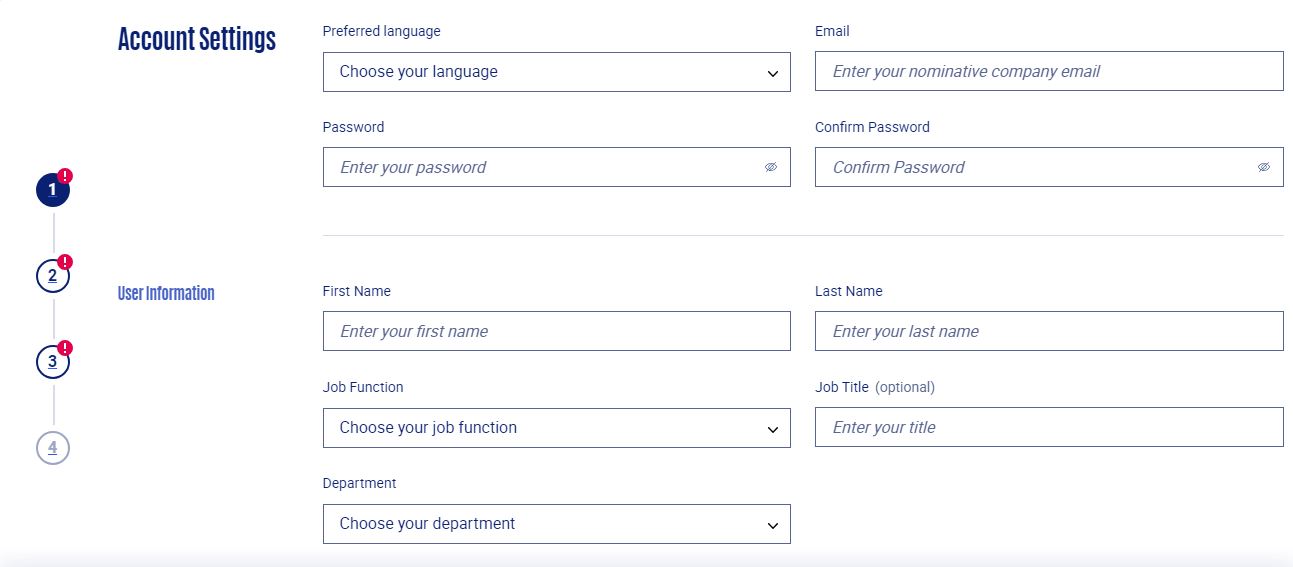 Account Settings
Preferred language
Email
Choose your language
Enter your nominative company email
Password
Confirm Password
Enter your password
Confirm Password
1
!
2
!
3
!
4
User Information
First Name
Last Name
Enter your first name
Enter your last name
Job Function
Job Title (optional)
Choose your job function
Enter your title
Department
Choose your department